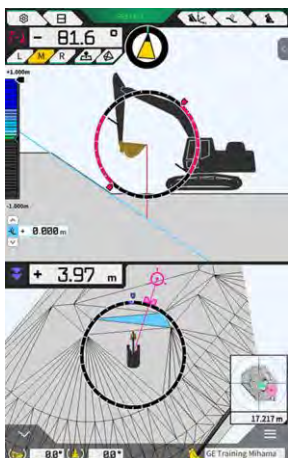 - 81.6 °
L M R
+1.000m
-1.000m
+ 0.000 m
+ 3.97 m
17.217 m
0.0° 0.0°
GE Training Mihama